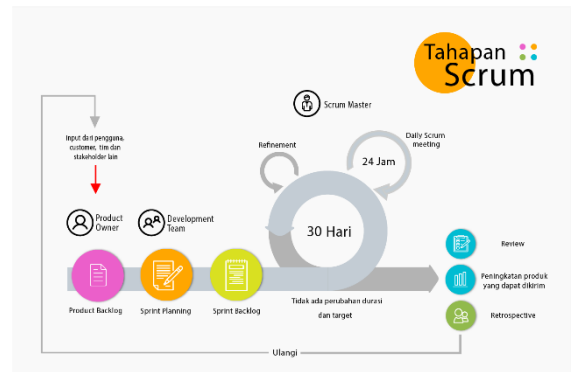 Tahapan
Scrum
Scrum Master
Input dari pengguna,
customer, tim dan
stakeholder lain
Refinement
Daily Scrum
meeting
24 Jam
Product
Owner
Development
Team
30 Hari
Review
Peningkatan produk
yang dapat dikirim
Retrospective
Product Backlog
Sprint Planning
Sprint Backlog
Tidak ada perubahan durasi
dan target
Ulangi